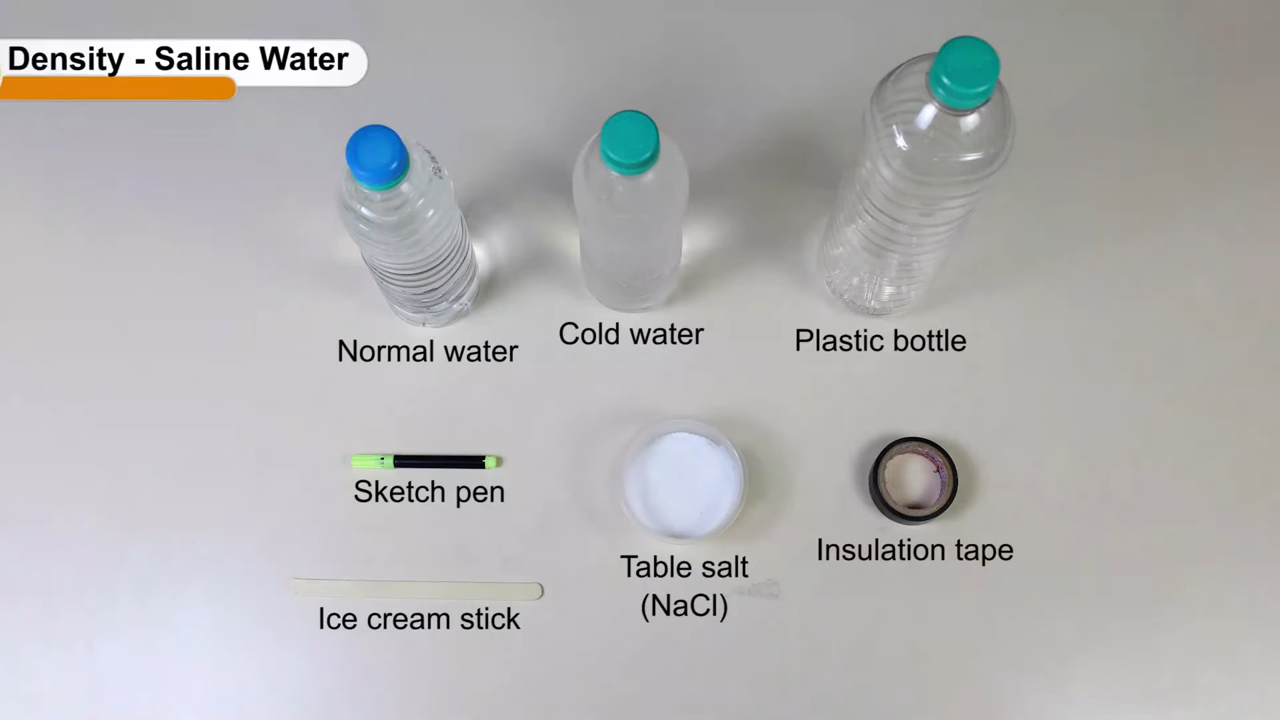 Density - Saline Water
Normal water
Cold water
Plastic bottle
Sketch pen
Table salt
(NaCl)
Insulation tape
Ice cream stick